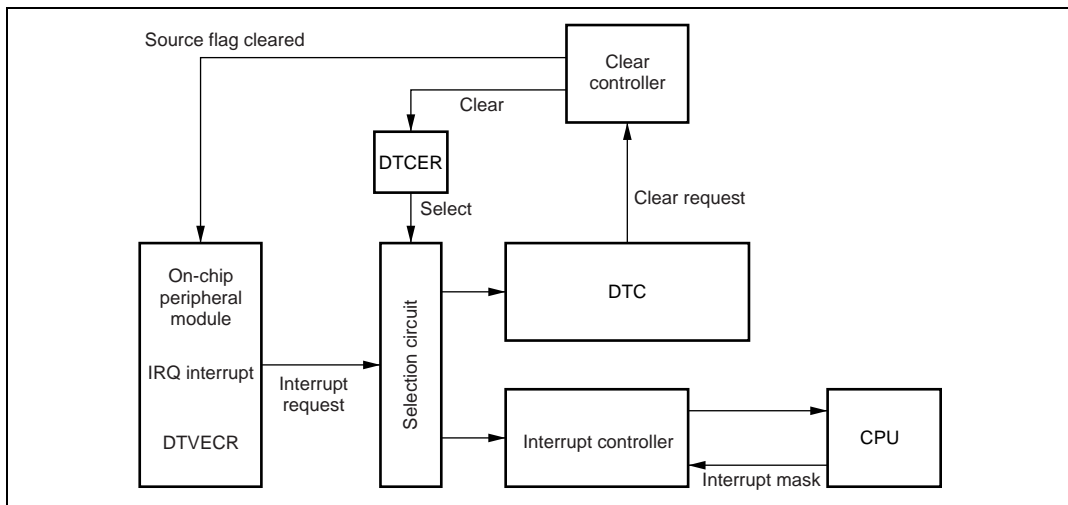 Source flag cleared
Clear
controller
Clear
DTCER
Select
Clear request
On-chip
peripheral
module
IRQ interrupt
DTVECR
Interrupt
request
Selection circuit
DTC
Interrupt controller
CPU
Interrupt mask